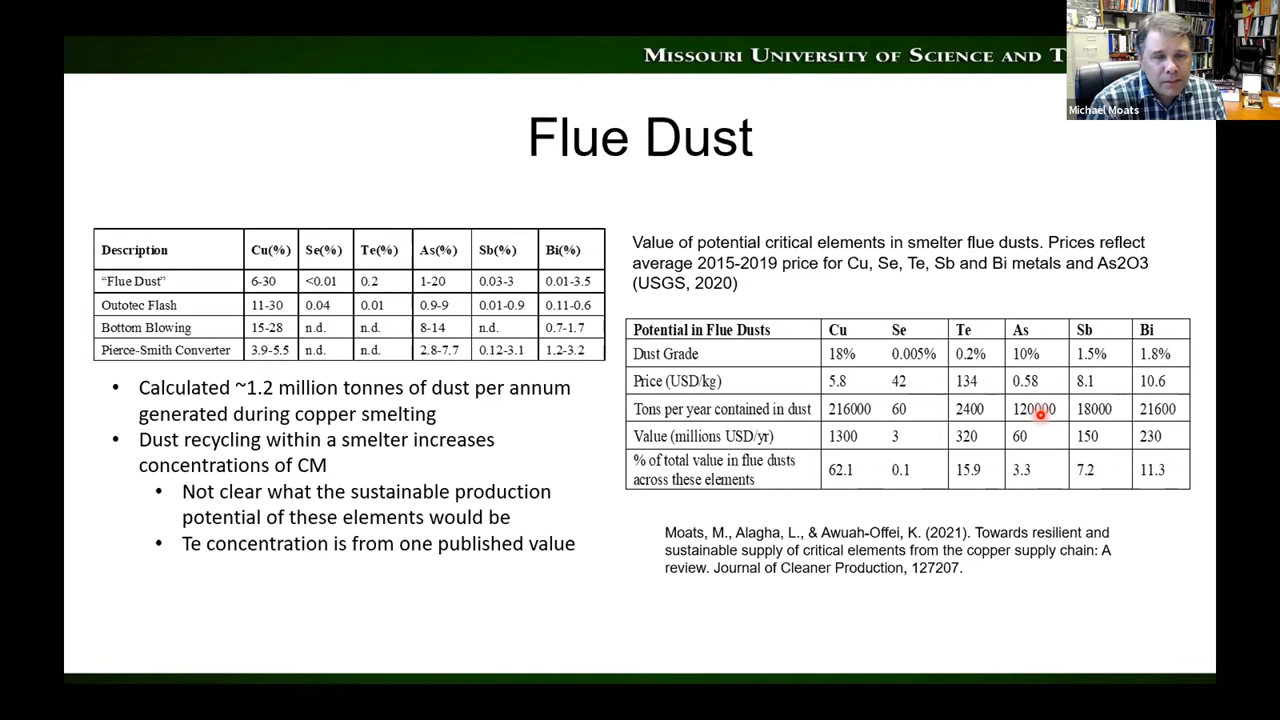 MISSOURI UNIVERSITY OF SCIENCE AND T
Michael Moats
Flue Dust
Description Cu(%) Se(%) Te(%) As(%) Sb(%) Bi(%)
“Flue Dust” 6-30 <0.01 0.2 1-20 0.03-3 0.01-3.5
Outotec Flash 11-30 0.04 0.01 0.9-9 0.01-0.9 0.11-0.6
Bottom Blowing 15-28 n.d. n.d. 8-14 n.d. 0.7-1.7
Pierce-Smith Converter 3.9-5.5 n.d. n.d. 2.8-7.7 0.12-3.1 1.2-3.2
• Calculated ~1.2 million tonnes of dust per annum
generated during copper smelting
• Dust recycling within a smelter increases
concentrations of CM
• Not clear what the sustainable production
potential of these elements would be
• Te concentration is from one published value
Value of potential critical elements in smelter flue dusts. Prices reflect
average 2015-2019 price for Cu, Se, Te, Sb and Bi metals and As2O3
(USGS, 2020)
Potential in Flue Dusts Cu Se Te As Sb Bi
Dust Grade 18% 0.005% 0.2% 10% 1.5% 1.8%
Price (USD/kg) 5.8 42 134 0.58 8.1 10.6
Tons per year contained in dust 216000 60 2400 120000 18000 21600
Value (millions USD/yr) 1300 3 320 60 150 230
% of total value in flue dusts
across these elements 62.1 0.1 15.9 3.3 7.2 11.3
Moats, M., Alagha, L., & Awuah-Offei, K. (2021). Towards resilient and
sustainable supply of critical elements from the copper supply chain: A
review. Journal of Cleaner Production, 127207.